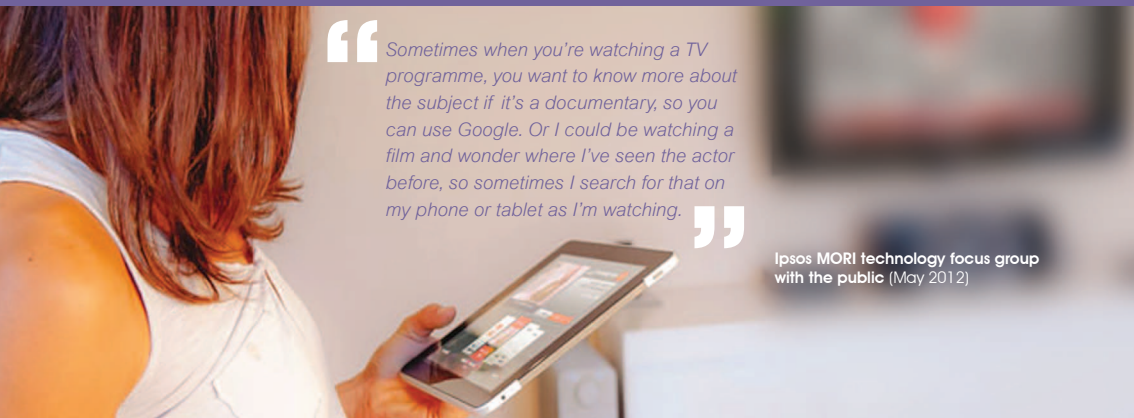 “
Sometimes when you’re watching a TV
programme, you want to know more about
the subject if it’s a documentary, so you
can use Google. Or I could be watching a
film and wonder where I’ve seen the actor
before, so sometimes I search for that on
my phone or tablet as I’m watching.
”
Ipsos MORI technology focus group
with the public (May 2012)